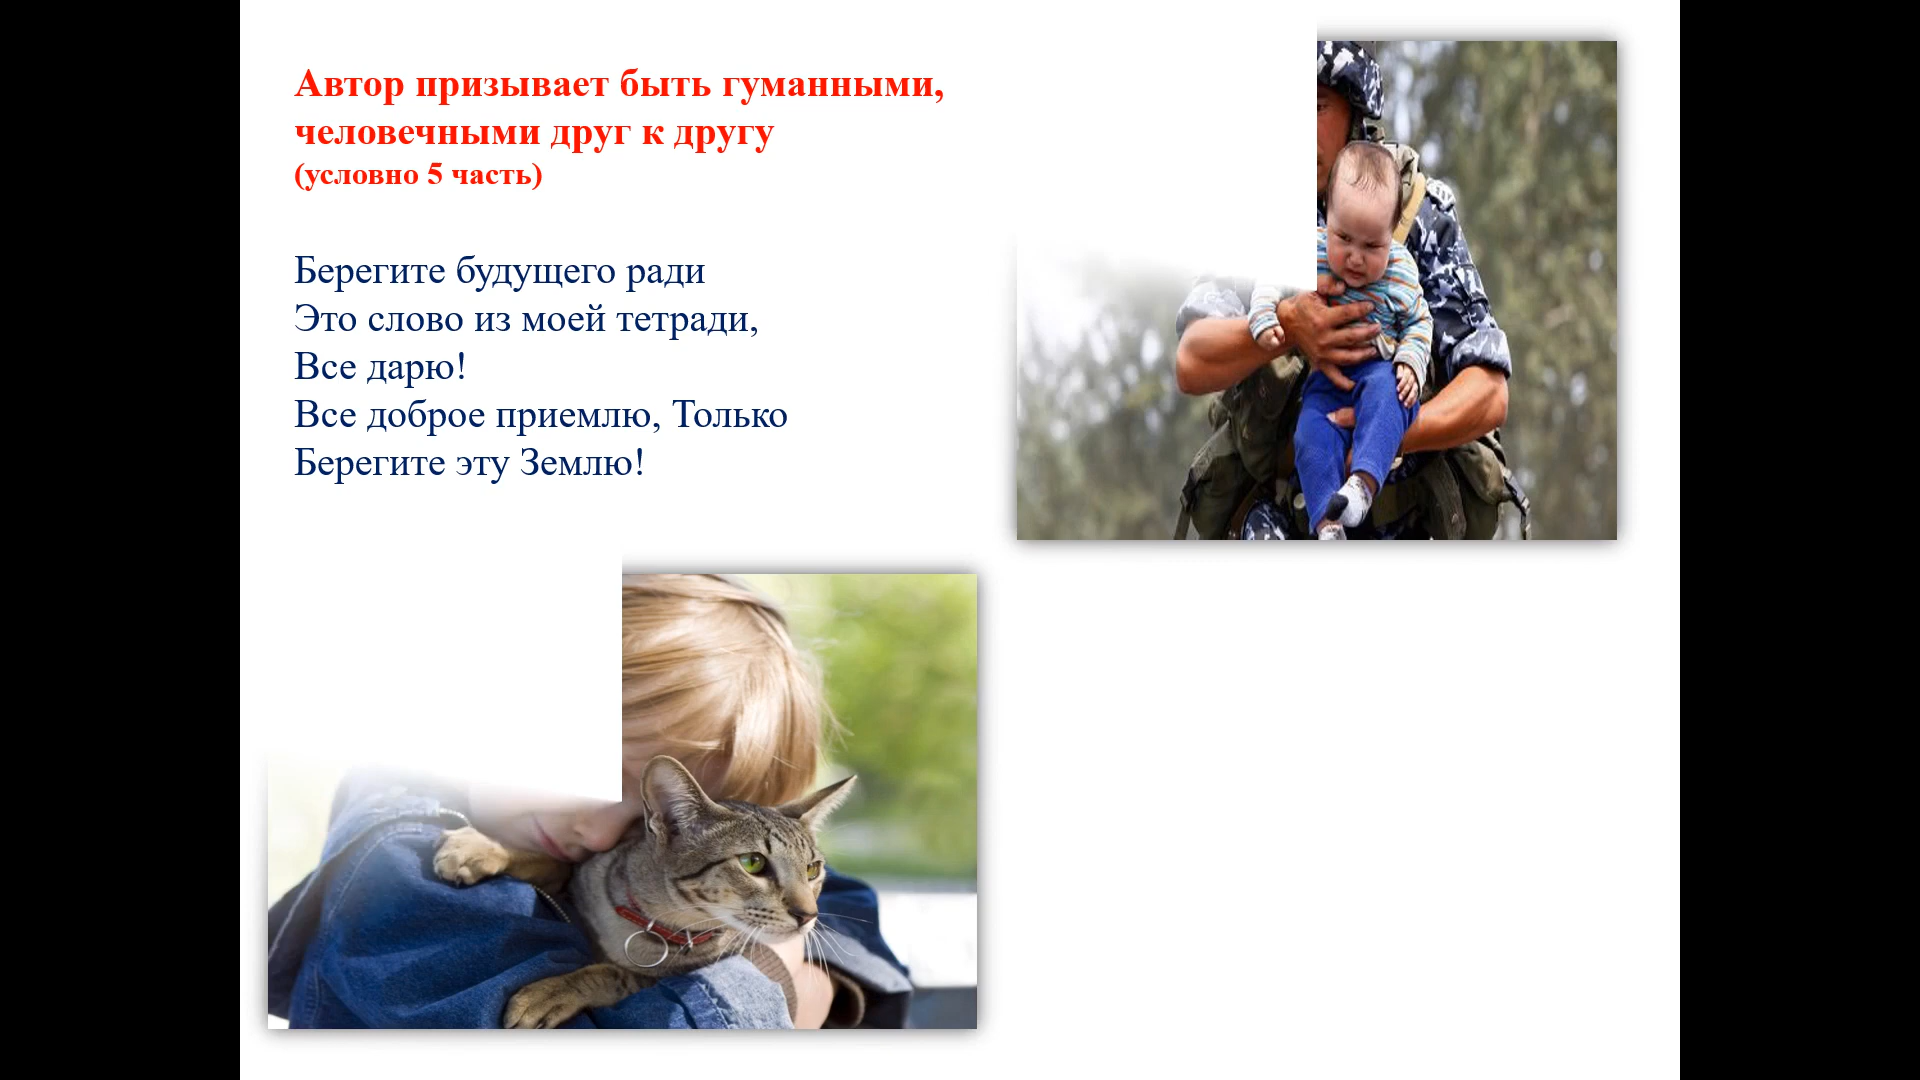 Автор призывает быть гуманными,
человечными друг к другу
(условно 5 часть)
Берегите будущего ради
Это слово из моей тетради,
Все дарю!
Все доброе приемлю, Только
Берегите эту Землю!